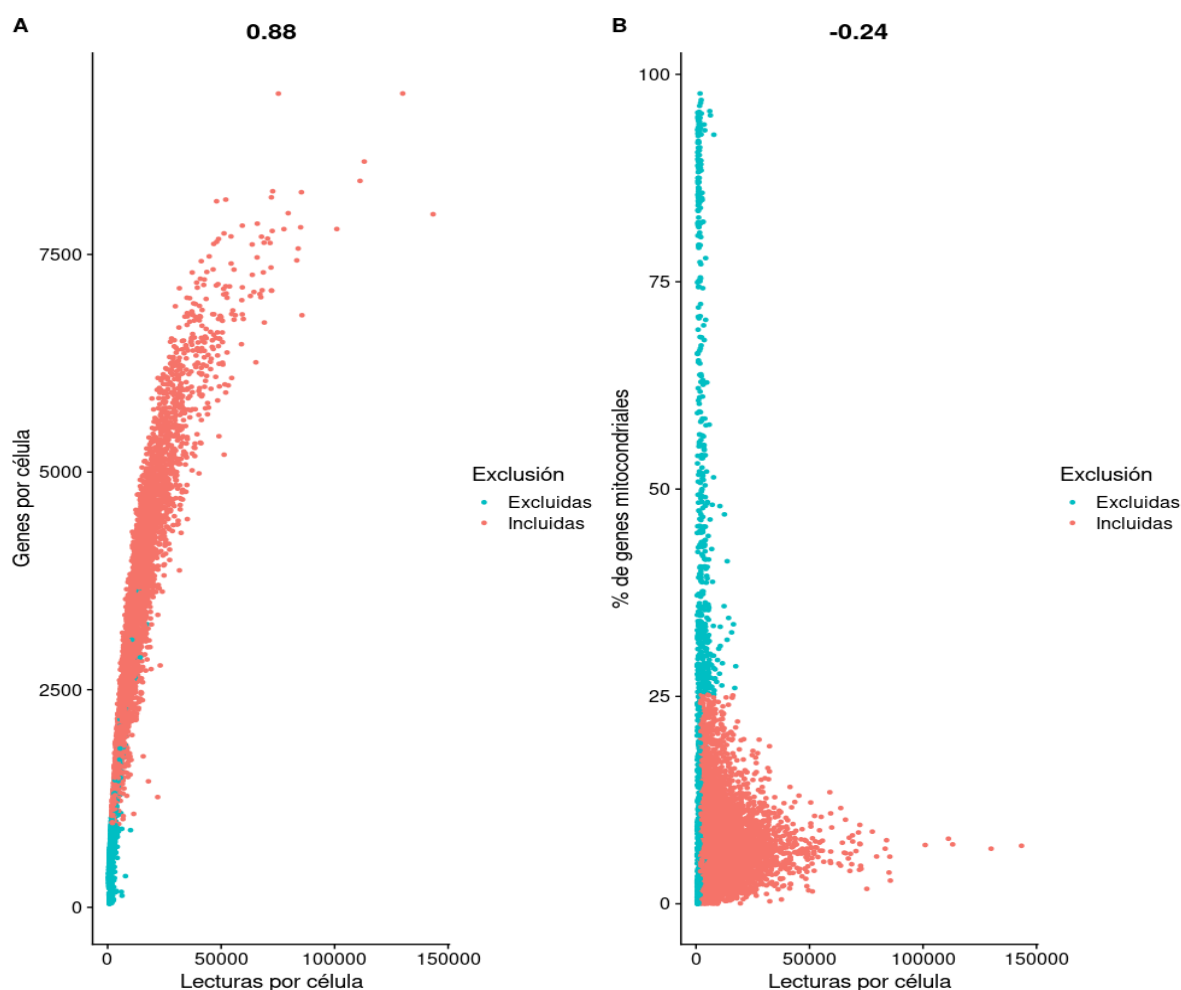 A
0.88
Genes por célula
7500
5000
2500
0
0
50000
100000
150000
Lecturas por célula
Exclusión
Excluidas
Incluidas
B
-0.24
% de genes mitocondriales
100
75
50
25
0
0
50000
100000
150000
Lecturas por célula
Exclusión
Excluidas
Incluidas